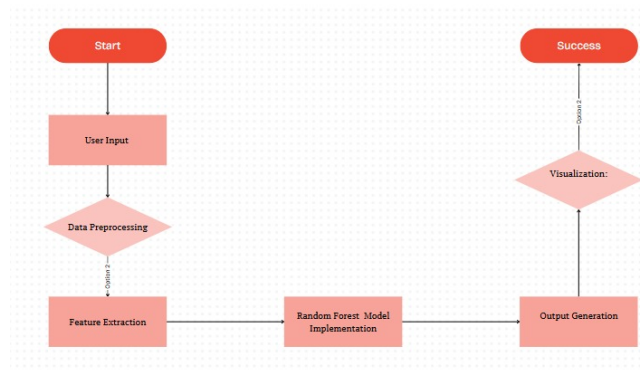 Start
Success
User Input
Visualization:
Data Preprocessing
Option 2
Option 2
Feature Extraction
Random Forest Model
Implementation
Output Generation